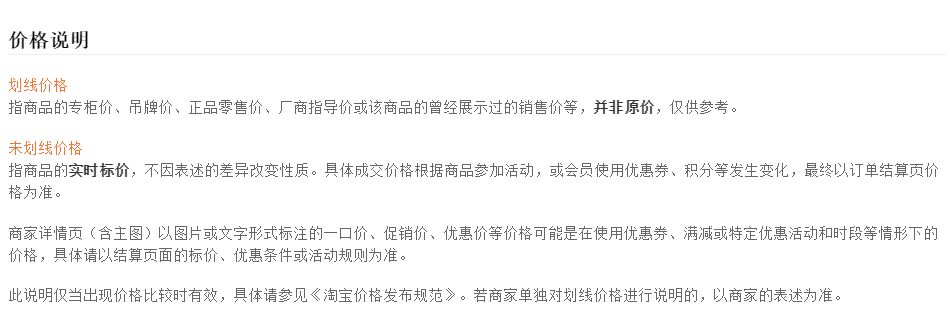 价格说明
划线价格
指商品的专柜价、吊牌价、正品零售价、厂商指导价或该商品的曾经展示过的销售价等，并非原价，仅供参考。
未划线价格
指商品的实时标价，不因表述的差异改变性质。具体成交价格根据商品参加活动，或会员使用优惠券、积分等发生变化，最终以订单结算页价
格为准。
商家详情页（含主图）以图片或文字形式标注的一口价、促销价、优惠价等价格可能是在使用优惠券、满减或特定优惠活动和时段等情形下的
价格，具体请以结算页面的标价、优惠条件或活动规则为准。
此说明仅当出现价格比较时有效，具体请参见《淘宝价格发布规范》。若商家单独对划线价格进行说明的，以商家的表述为准。